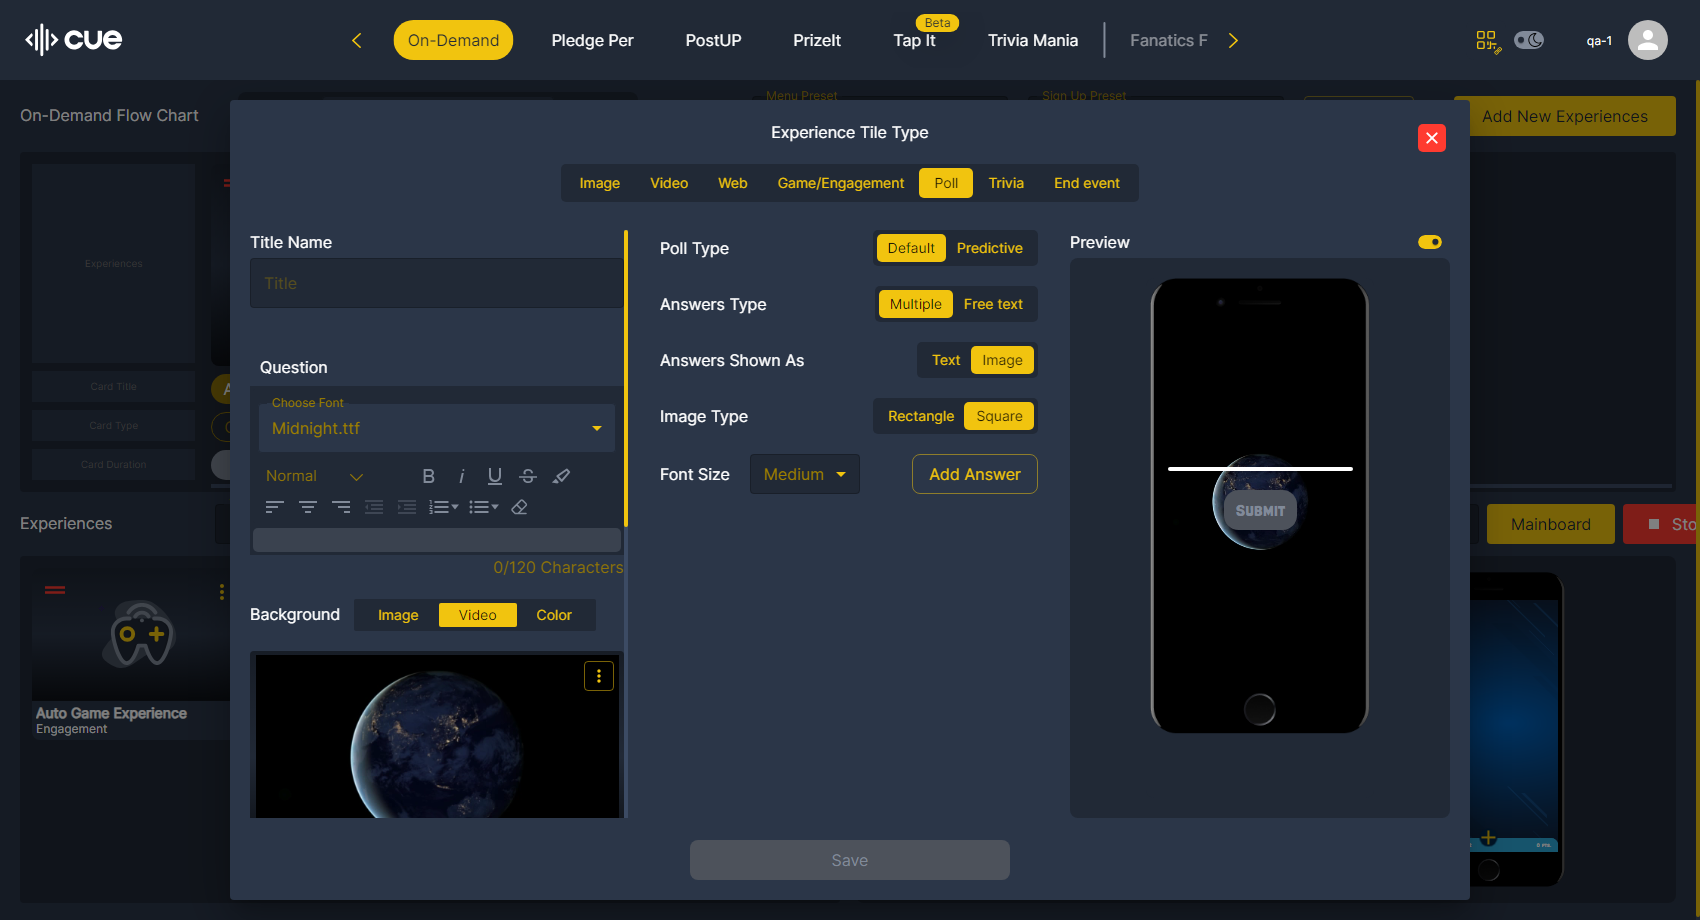 cue
On-Demand
Pledge Per
PostUP
PrizeIt
Beta
Tap It
Trivia Mania
Fanatics F
qa-1
On-Demand Flow Chart
Menu Preset
Sign Up Preset
Add New Experiences
Experience Tile Type
Image
Video
Web
Game/Engagement
Poll
Trivia
End event
Experiences
Card Title
Card Type
Card Duration
Title Name
Title
Question
Choose Font
Midnight.ttf
Normal
0/120 Characters
Background
Image
Video
Color
Poll Type
Default
Predictive
Answers Type
Multiple
Free text
Answers Shown As
Text
Image
Image Type
Rectangle
Square
Font Size
Medium
Add Answer
Preview
SUBMIT
Experiences
Mainboard
Sto
Auto Game Experience
Engagement
Save